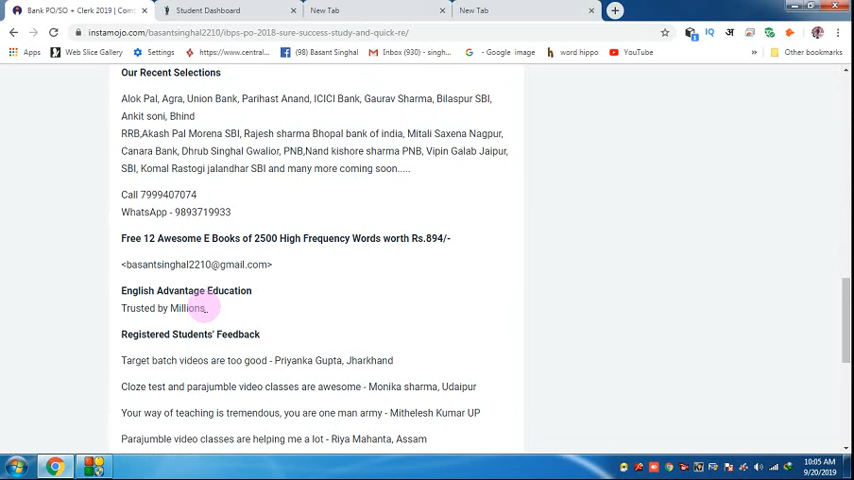 Bank PO/SO + Clerk 2019 | Com
Student Dashboard
New Tab
New Tab
instamojo.com/basantsinghal2210/ibps-po-2018-sure-success-study-and-quick-re/
Apps
Web Slice Gallery
Settings
https://www.central...
(98) Basant Singhal
Inbox (930) - singh...
- Google image
word hippo
YouTube
Other bookmarks
Our Recent Selections
Alok Pal, Agra, Union Bank, Parihast Anand, ICICI Bank, Gaurav Sharma, Bilaspur SBI,
Ankit soni, Bhind
RRB,Akash Pal Morena SBI, Rajesh sharma Bhopal bank of india, Mitali Saxena Nagpur,
Canara Bank, Dhrub Singhal Gwalior, PNB,Nand kishore sharma PNB, Vipin Galab Jaipur,
SBI, Komal Rastogi jalandhar SBI and many more coming soon.....
Call 7999407074
WhatsApp - 9893719933
Free 12 Awesome E Books of 2500 High Frequency Words worth Rs.894/-
<basantsinghal2210@gmail.com>
English Advantage Education
Trusted by Millions..
Registered Students' Feedback
Target batch videos are too good - Priyanka Gupta, Jharkhand
Cloze test and parajumble video classes are awesome - Monika sharma, Udaipur
Your way of teaching is tremendous, you are one man army - Mithelesh Kumar UP
Parajumble video classes are helping me a lot - Riya Mahanta, Assam
10:05 AM
9/20/2019